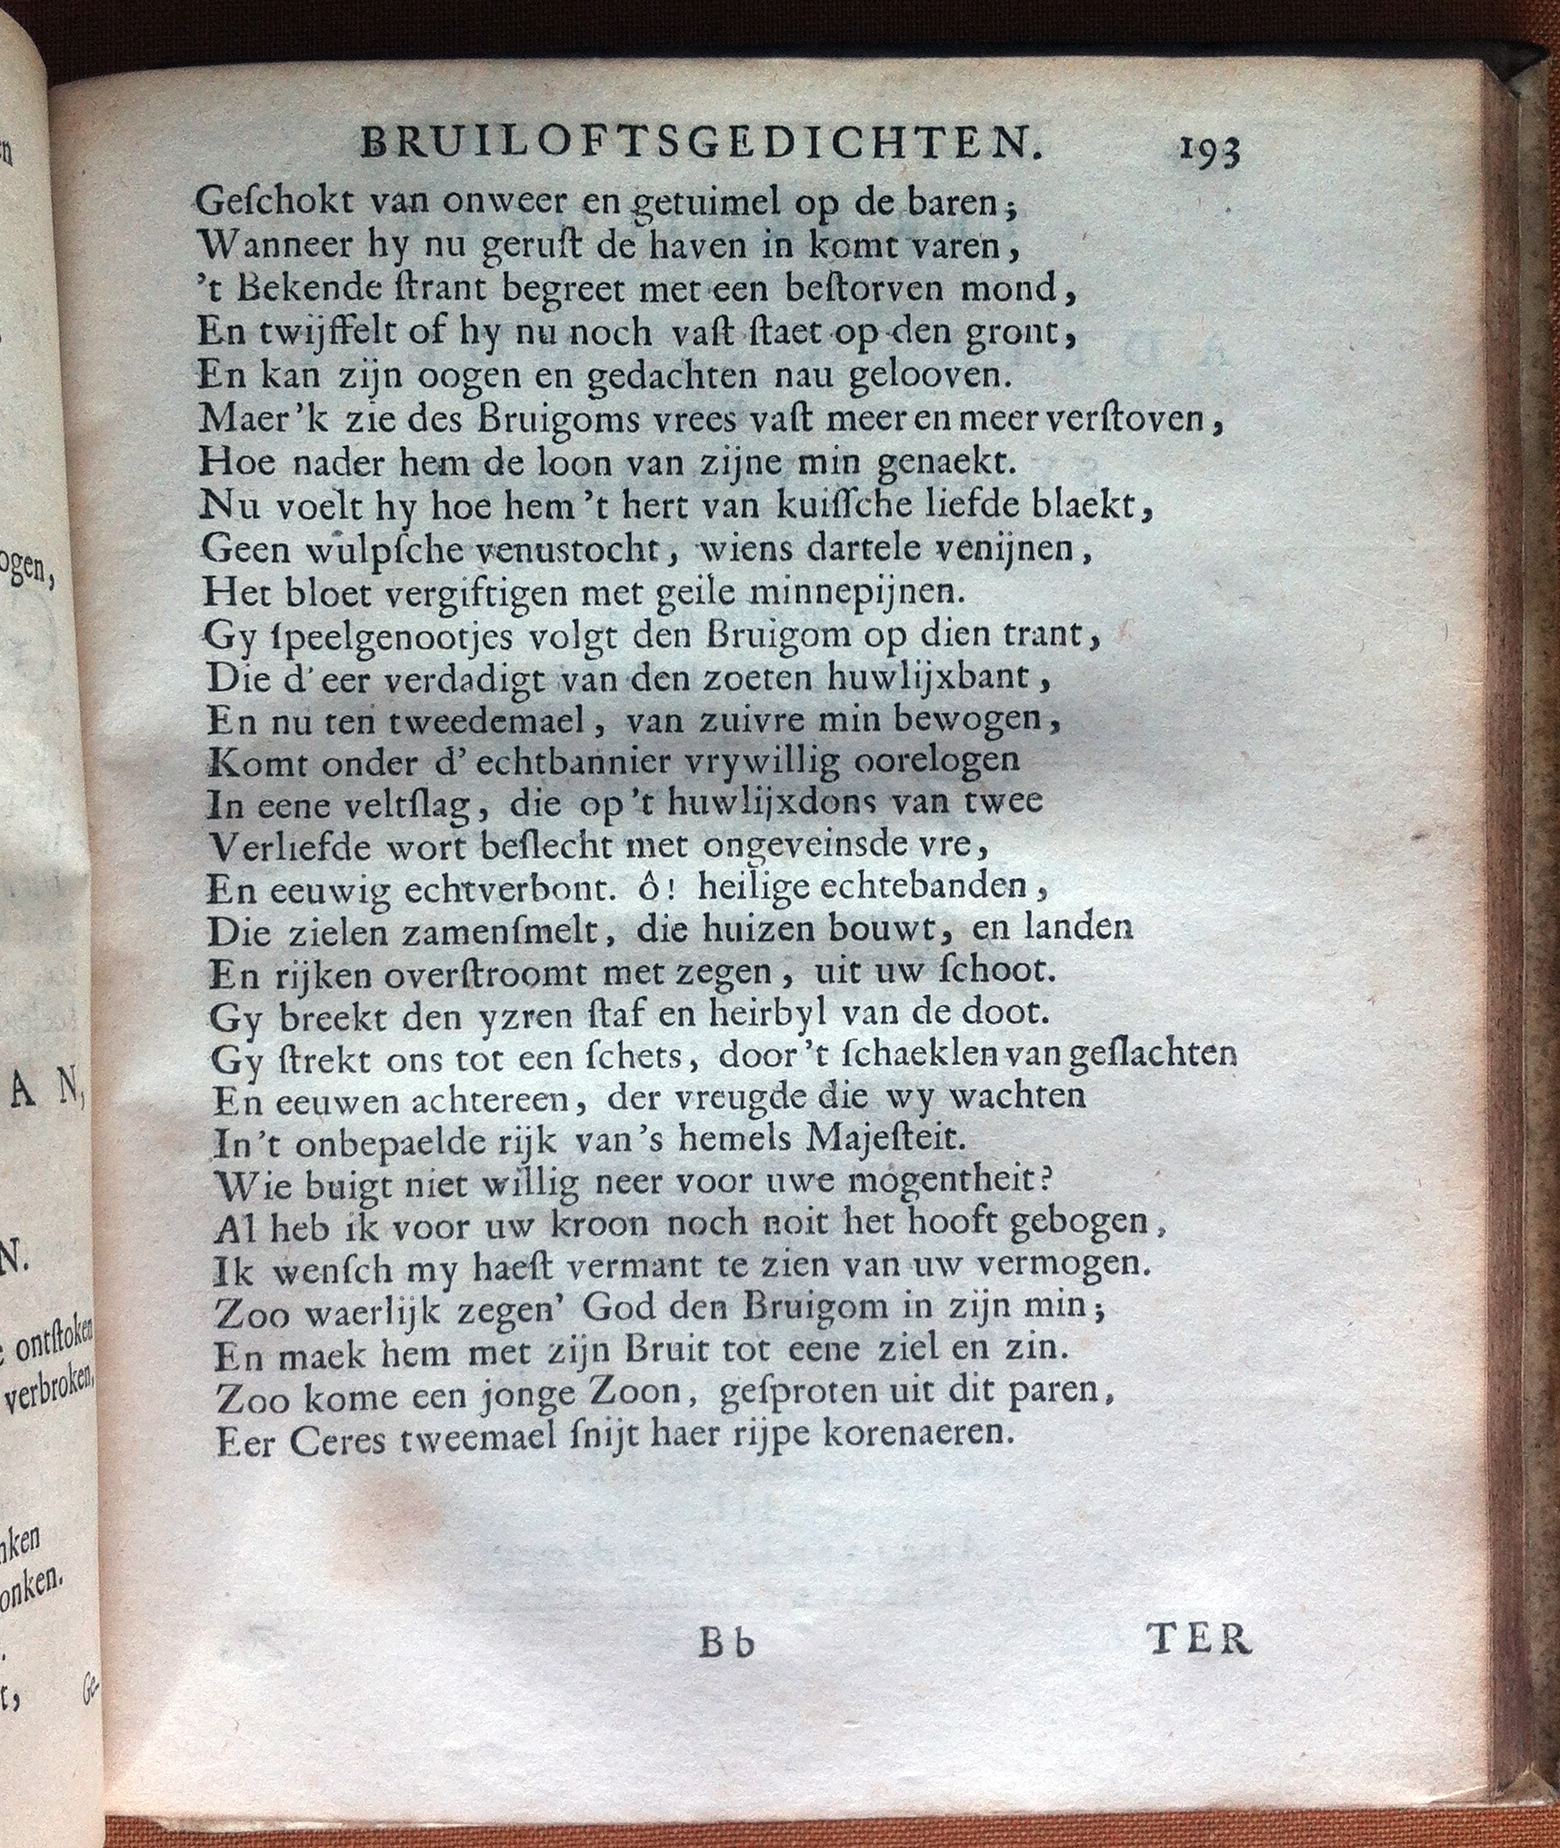 BRUILOFTSGEDICHTEN. 193
Geſchokt van onweer en getuimel op de baren;
Wanneer hy nu geruſt de haven in komt varen,
't Bekende ſtrant begreet met een beſtorven mond,
En twijffelt of hy nu noch vaſt ſtaet op den gront,
En kan zijn oogen en gedachten nau gelooven.
Maer 'k zie des Bruigoms vrees vaſt meer en meer verſtoven,
Hoe nader hem de loon van zijne min genaekt.
Nu voelt hy hoe hem 't hert van kuiſſche liefde blaekt,
Geen wulpſche venustocht, wiens dartele venijnen,
Het bloet vergiftigen met geile minnepijnen.
Gy ſpeelgenootjes volgt den Bruigom op dien trant,
Die d' eer verdadigt van den zoeten huwlijxbant,
En nu ten tweedemael, van zuivre min bewogen,
Komt onder d' echtbannier vrywillig oorelogen
In eene veltſlag, die op 't huwlijxdons van twee
Verliefde wort beſlecht met ongeveinsde vre,
En eeuwig echtverbont. ô! heilige echtebanden,
Die zielen zamenſmelt, die huizen bouwt, en landen
En rijken overſtroomt met zegen, uit uw ſchoot.
Gy breekt den yzren ſtaf en heirbyl van de doot.
Gy ſtrekt ons tot een ſchets, door 't ſchaeklen van geſlachten
En eeuwen achtereen, der vreugde die wy wachten
In 't onbepaelde rijk van 's hemels Majeſteit.
Wie buigt niet willig neer voor uwe mogentheit?
Al heb ik voor uw kroon noch noit het hooft gebogen,
Ik wenſch my haeſt vermant te zien van uw vermogen.
Zoo waerlijk zegen' God den Bruigom in zijn min;
En maek hem met zijn Bruit tot eene ziel en zin.
Zoo kome een jonge Zoon, geſproten uit dit paren,
Eer Ceres tweemael ſnijt haer rijpe korenaeren.
Bb TER
ogen,
AN,
N.
ontſtoken
verbroken,
nken
onken.
t,
Ge-